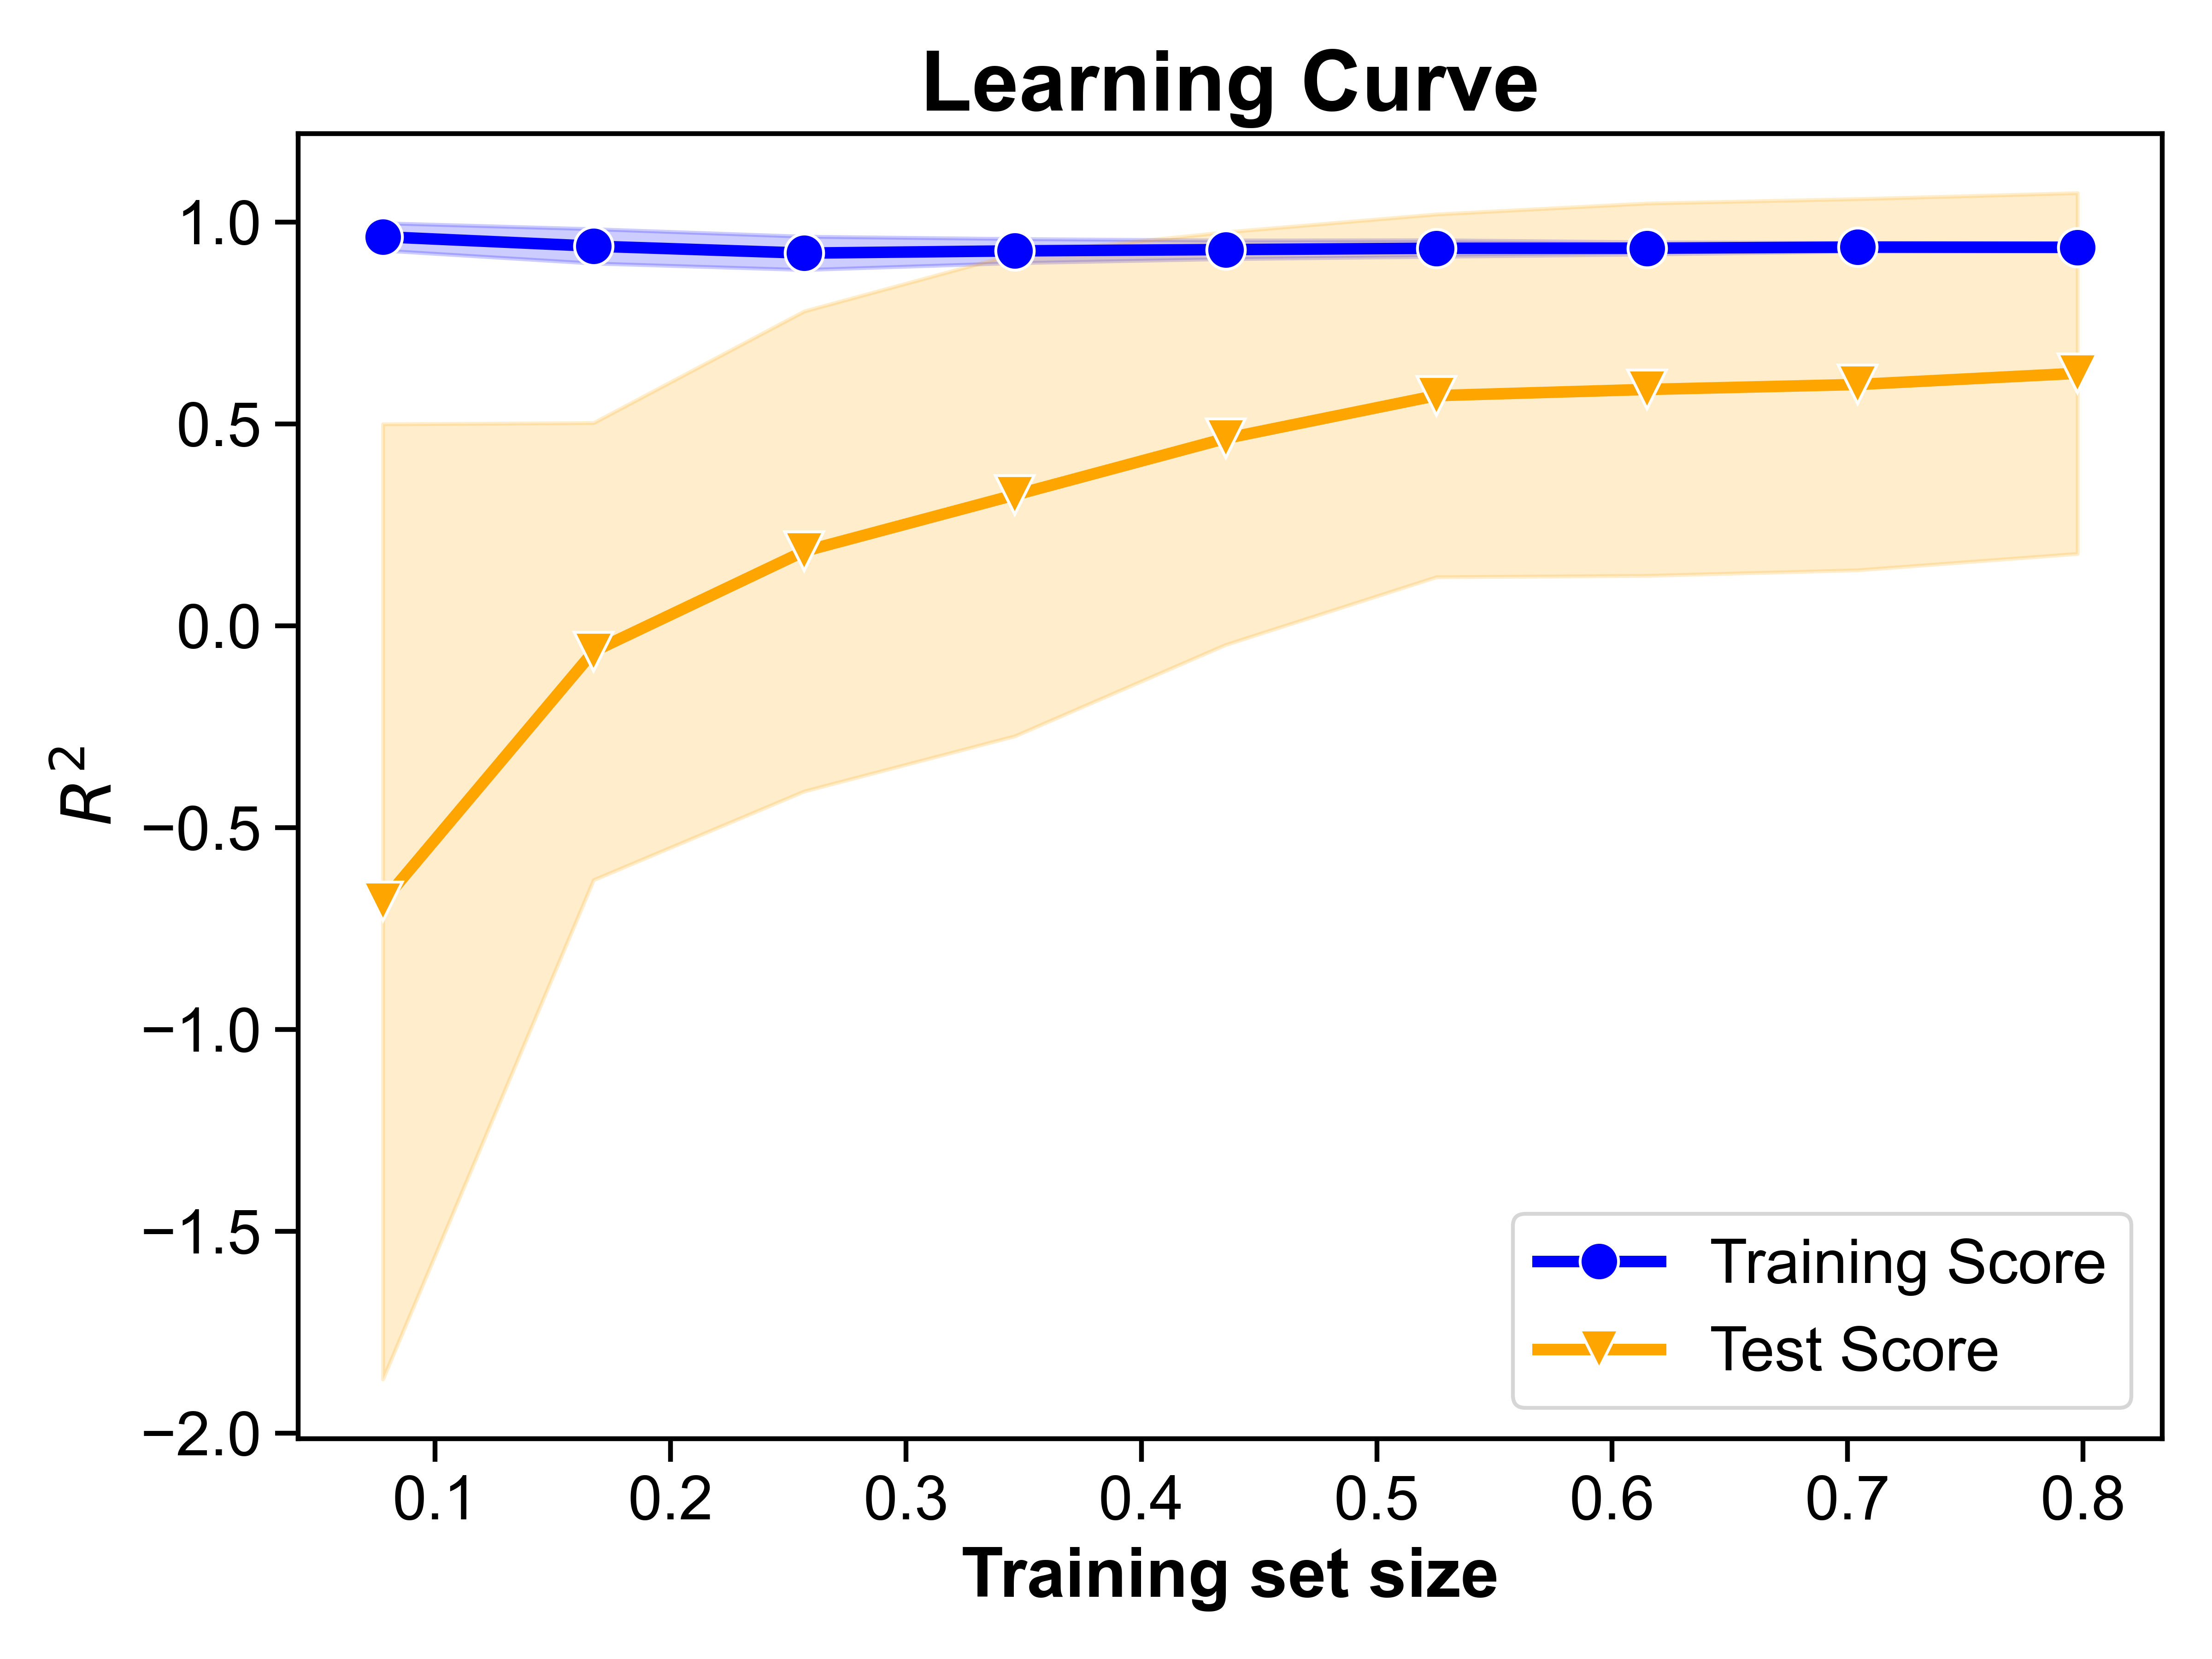 Learning Curve
1.0
0.5
0.0
−0.5
−1.0
−1.5
−2.0
R²
0.1 0.2 0.3 0.4 0.5 0.6 0.7 0.8
Training set size
Training Score
Test Score